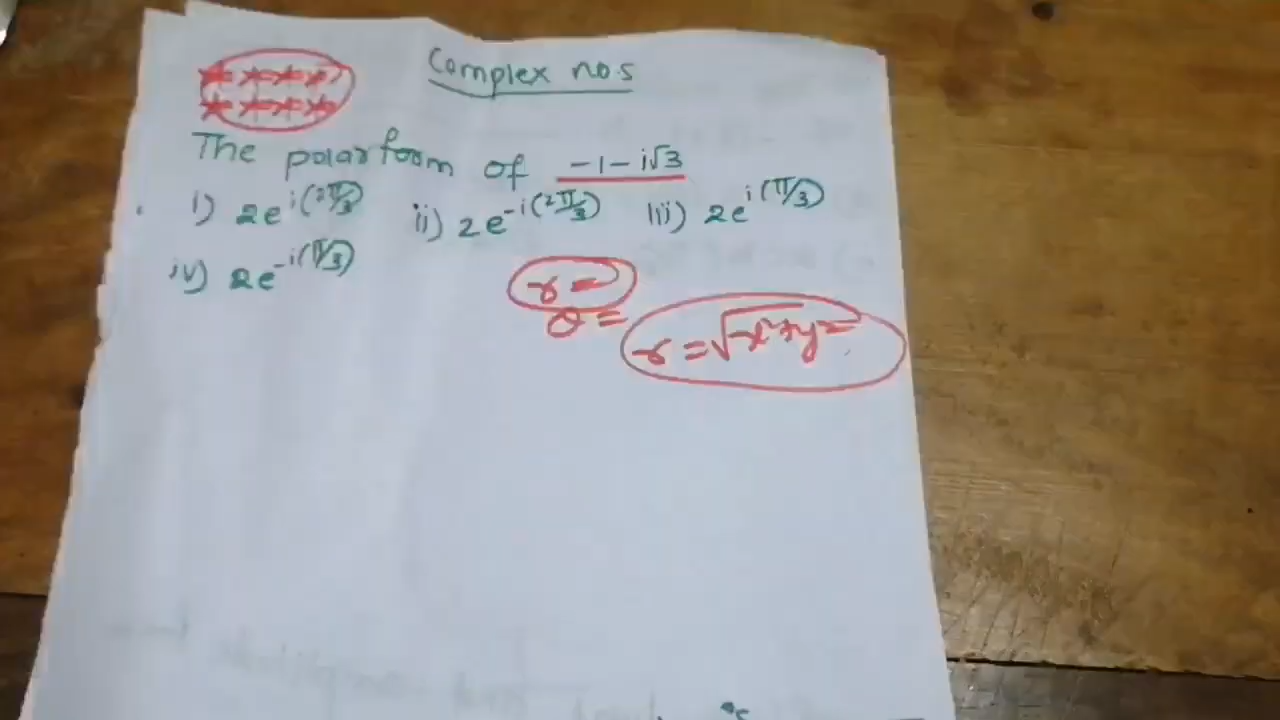 Complex no.s
The polar form of -1-i√3
i) 2e^i(2π/3) ii) 2e^-i(2π/3) iii) 2e^i(π/3)
iv) 2e^-i(π/3)
r =
θ =
r = √x²+y²